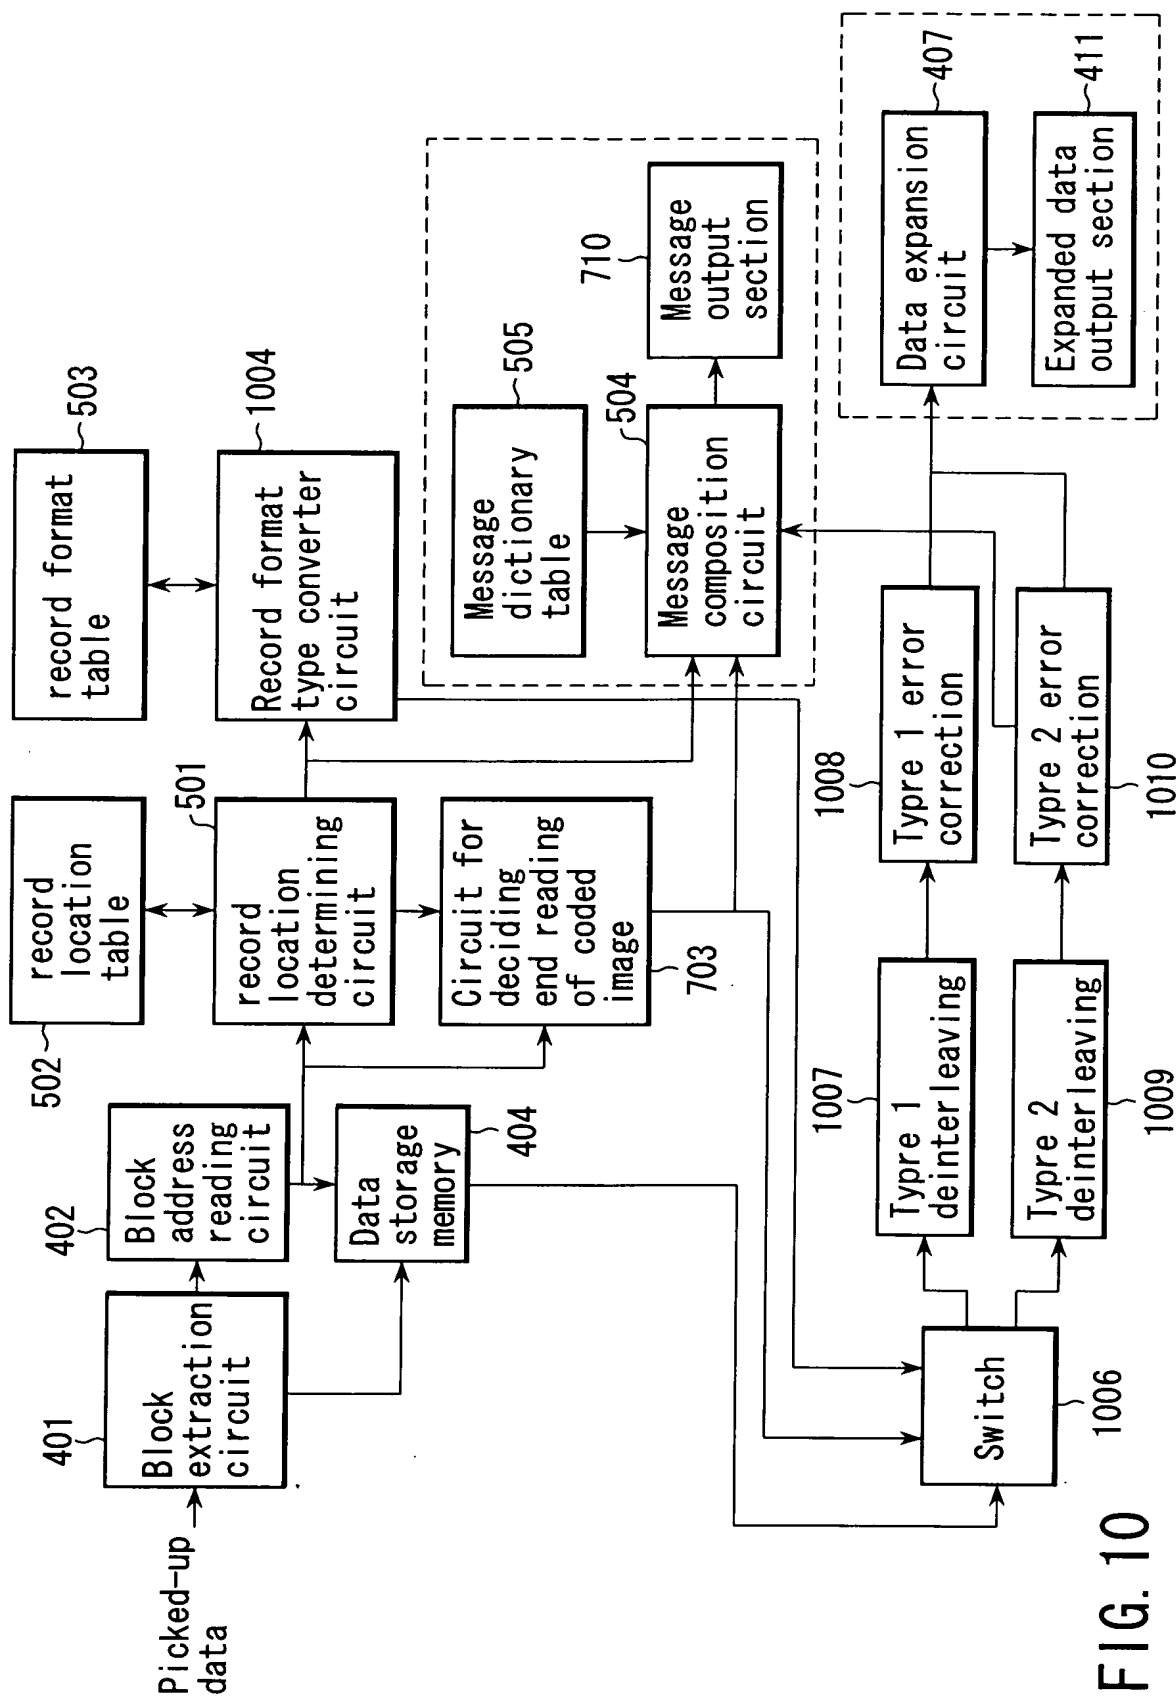 Picked-up
data
401
Block
extraction
circuit
402
Block
address
reading
circuit
Data
storage
memory
404
502
record
location
table
501
record
location
determining
circuit
Circuit for
deciding
end reading
of coded
image
703
503
record format
table
1004
Record format
type converter
circuit
505
Message
dictionary
table
504
Message
composition
circuit
710
Message
output
section
Switch
1006
1007
Typre 1
deinterleaving
Typre 2
deinterleaving
1009
1008
Typre 1 error
correction
Typre 2 error
correction
1010
Data expansion
circuit
407
Expanded data
output section
411
FIG. 10